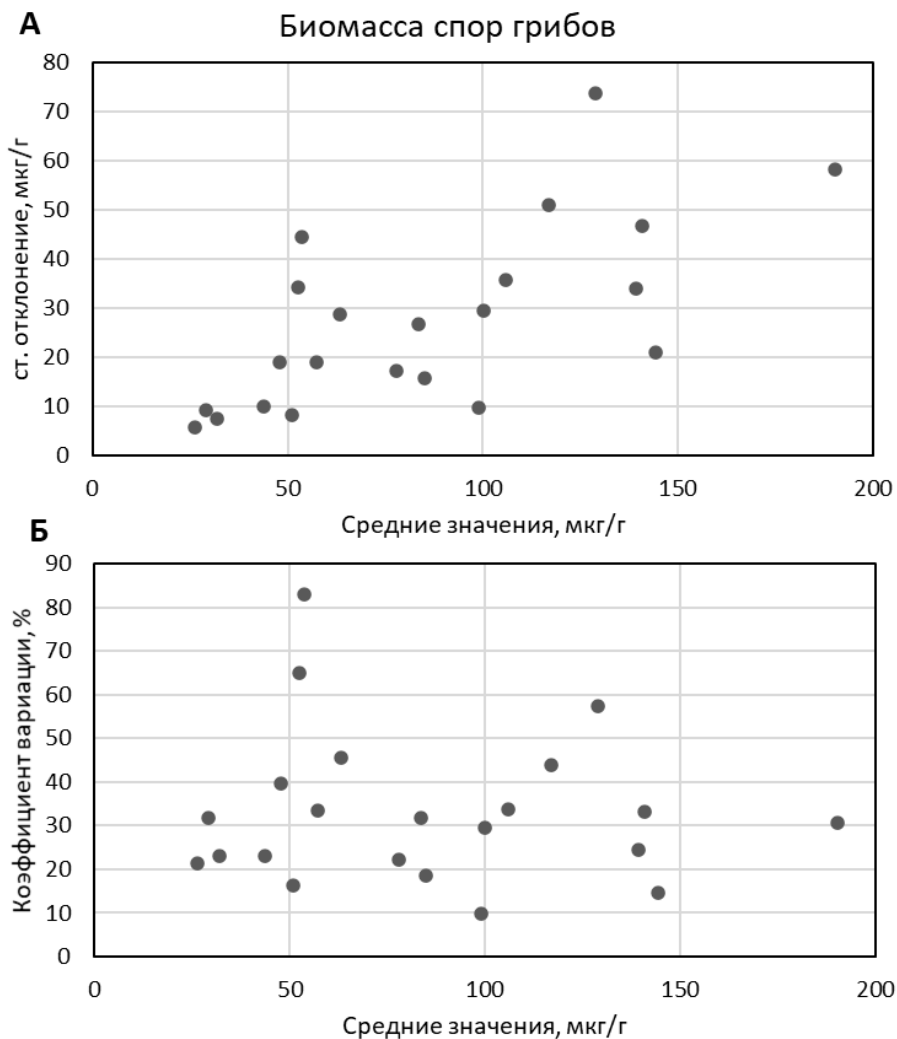 А
Биомасса спор грибов
80
70
60
50
40
30
20
10
0
ст. отклонение, мкг/г
0 50 100 150 200
Средние значения, мкг/г
Б
90
80
70
60
50
40
30
20
10
0
Коэффициент вариации, %
0 50 100 150 200
Средние значения, мкг/г